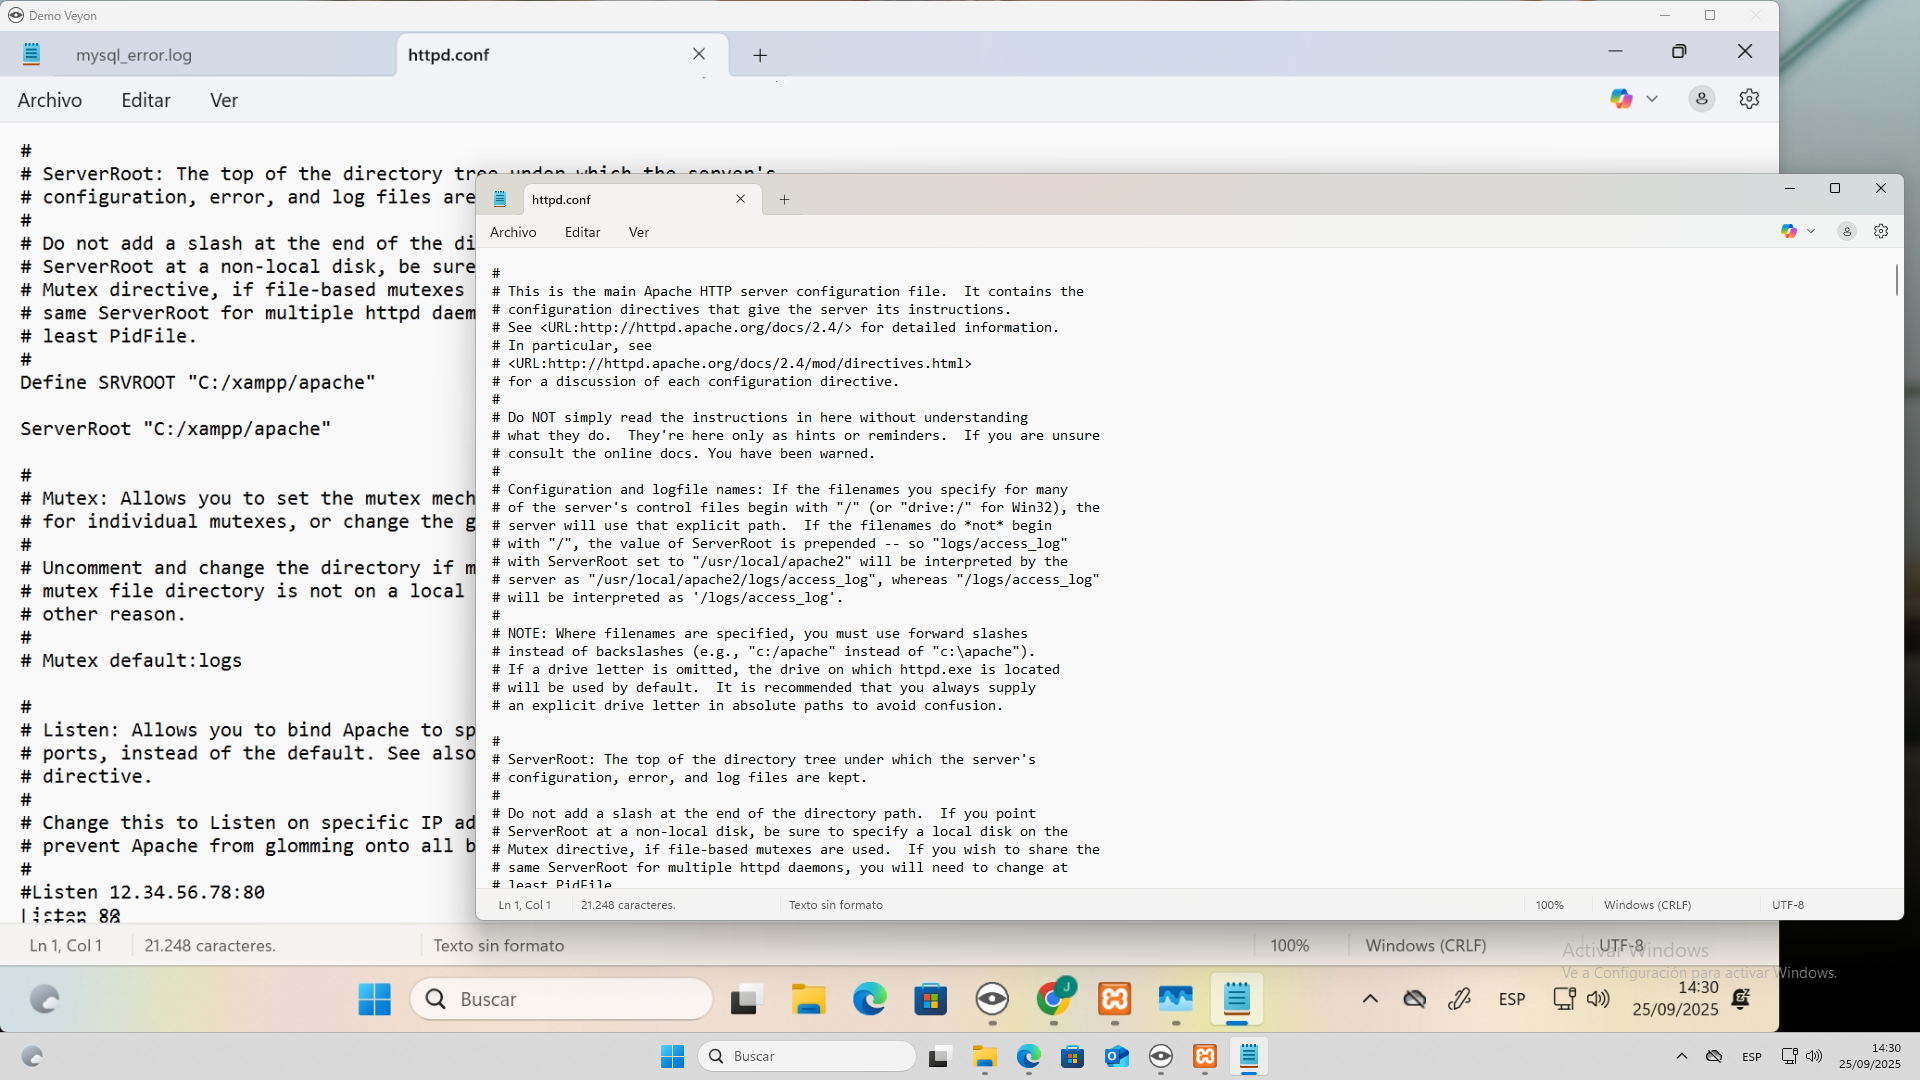 Demo Veyon
mysql_error.log
httpd.conf
Archivo Editar Ver
#
# ServerRoot: The top of the directory tree under which the server's
# configuration, error, and log files are
#
# Do not add a slash at the end of the di
# ServerRoot at a non-local disk, be sure
# Mutex directive, if file-based mutexes
# same ServerRoot for multiple httpd daem
# least PidFile.
#
Define SRVROOT "C:/xampp/apache"
ServerRoot "C:/xampp/apache"
#
# Mutex: Allows you to set the mutex mech
# for individual mutexes, or change the g
#
# Uncomment and change the directory if m
# mutex file directory is not on a local
# other reason.
#
# Mutex default:logs
#
# Listen: Allows you to bind Apache to sp
# ports, instead of the default. See also
# directive.
#
# Change this to Listen on specific IP ad
# prevent Apache from glomming onto all b
#
#Listen 12.34.56.78:80
Listen
httpd.conf
Archivo Editar Ver
#
# This is the main Apache HTTP server configuration file.  It contains the
# configuration directives that give the server its instructions.
# See <URL:http://httpd.apache.org/docs/2.4/> for detailed information.
# In particular, see
# <URL:http://httpd.apache.org/docs/2.4/mod/directives.html>
# for a discussion of each configuration directive.
#
# Do NOT simply read the instructions in here without understanding
# what they do.  They're here only as hints or reminders.  If you are unsure
# consult the online docs. You have been warned.
#
# Configuration and logfile names: If the filenames you specify for many
# of the server's control files begin with "/" (or "drive:/" for Win32), the
# server will use that explicit path.  If the filenames do *not* begin
# with "/", the value of ServerRoot is prepended -- so "logs/access_log"
# with ServerRoot set to "/usr/local/apache2" will be interpreted by the
# server as "/usr/local/apache2/logs/access_log", whereas "/logs/access_log"
# will be interpreted as '/logs/access_log'.
#
# NOTE: Where filenames are specified, you must use forward slashes
# instead of backslashes (e.g., "c:/apache" instead of "c:\apache").
# If a drive letter is omitted, the drive on which httpd.exe is located
# will be used by default.  It is recommended that you always supply
# an explicit drive letter in absolute paths to avoid confusion.
#
# ServerRoot: The top of the directory tree under which the server's
# configuration, error, and log files are kept.
#
# Do not add a slash at the end of the directory path.  If you point
# ServerRoot at a non-local disk, be sure to specify a local disk on the
# Mutex directive, if file-based mutexes are used.  If you wish to share the
# same ServerRoot for multiple httpd daemons, you will need to change at
# least PidFile
Ln 1, Col 1 21.248 caracteres. Texto sin formato 100% Windows (CRLF) UTF-8
Ln 1, Col 1 21.248 caracteres. Texto sin formato 100% Windows (CRLF) UTF-8
Activar Windows
Ve a Configuración para activar Windows.
Buscar J ESP 14:30
25/09/2025
Buscar ESP 14:30
25/09/2025